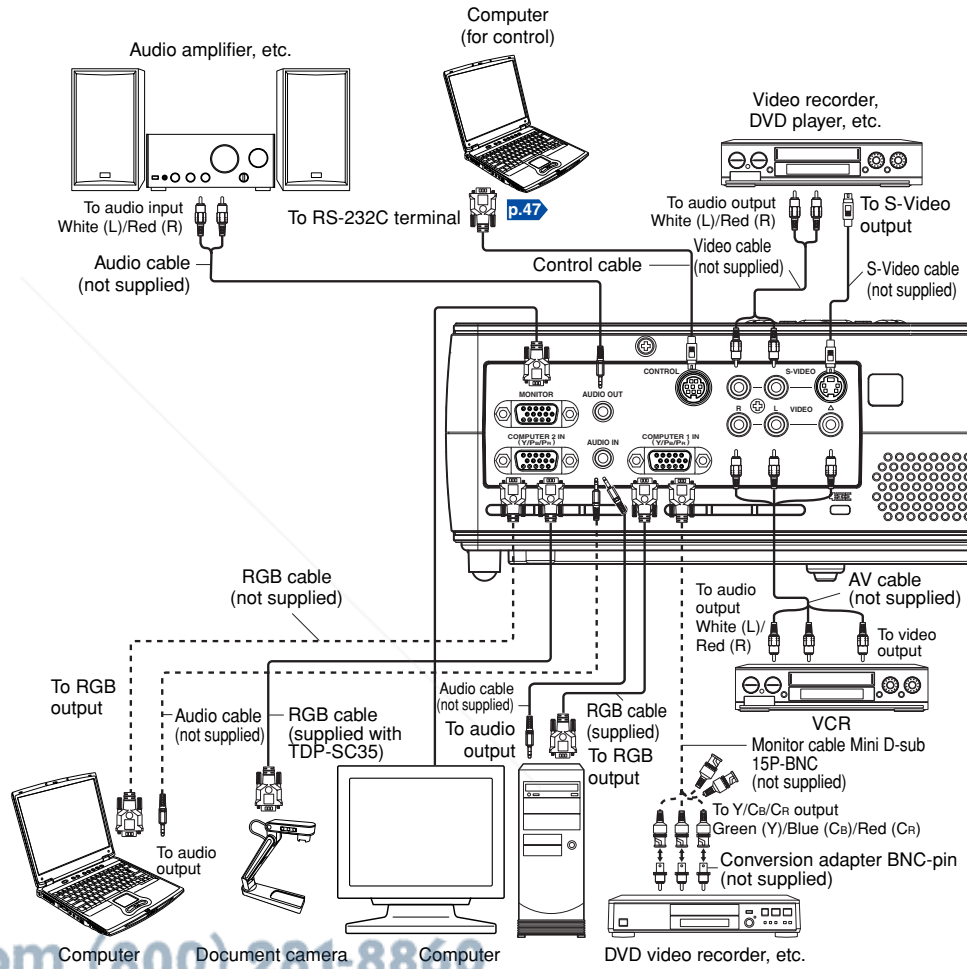 Computer
(for control)
Audio amplifier, etc.
Video recorder,
DVD player, etc.
To audio input
White (L)/Red (R)
To RS-232C terminal
p.47
To audio output
White (L)/Red (R)
To S-Video
output
Audio cable
(not supplied)
Control cable
Video cable
(not supplied)
S-Video cable
(not supplied)
CONTROL
S-VIDEO
MONITOR
AUDIO OUT
R
L
VIDEO
COMPUTER 2 IN
(Y/PB/PR)
AUDIO IN
COMPUTER 1 IN
(Y/PB/PR)
RGB cable
(not supplied)
To audio
output
White (L)/
Red (R)
AV cable
(not supplied)
To video
output
To RGB
output
Audio cable
(not supplied)
RGB cable
(supplied with
TDP-SC35)
Audio cable
(not supplied)
To audio
output
RGB cable
(supplied)
To RGB
output
VCR
Monitor cable Mini D-sub
15P-BNC
(not supplied)
To Y/CB/CR output
Green (Y)/Blue (CB)/Red (CR)
To audio
output
Conversion adapter BNC-pin
(not supplied)
Computer
Document camera
Computer
DVD video recorder, etc.
om (800) 281-8860